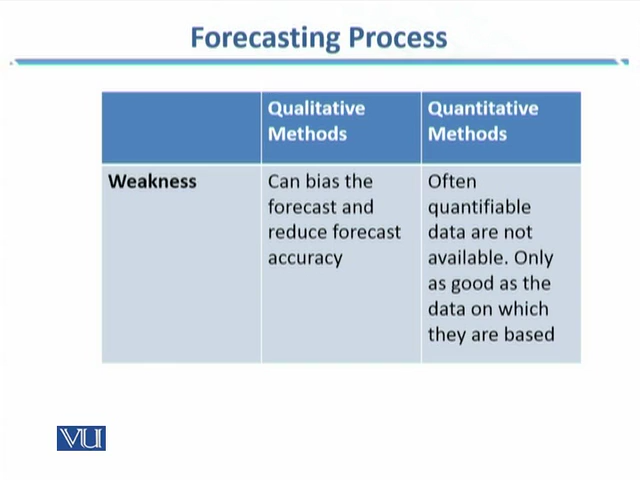 Forecasting Process
Qualitative
Methods
Quantitative
Methods
Weakness
Can bias the
forecast and
reduce forecast
accuracy
Often
quantifiable
data are not
available. Only
as good as the
data on which
they are based
VU